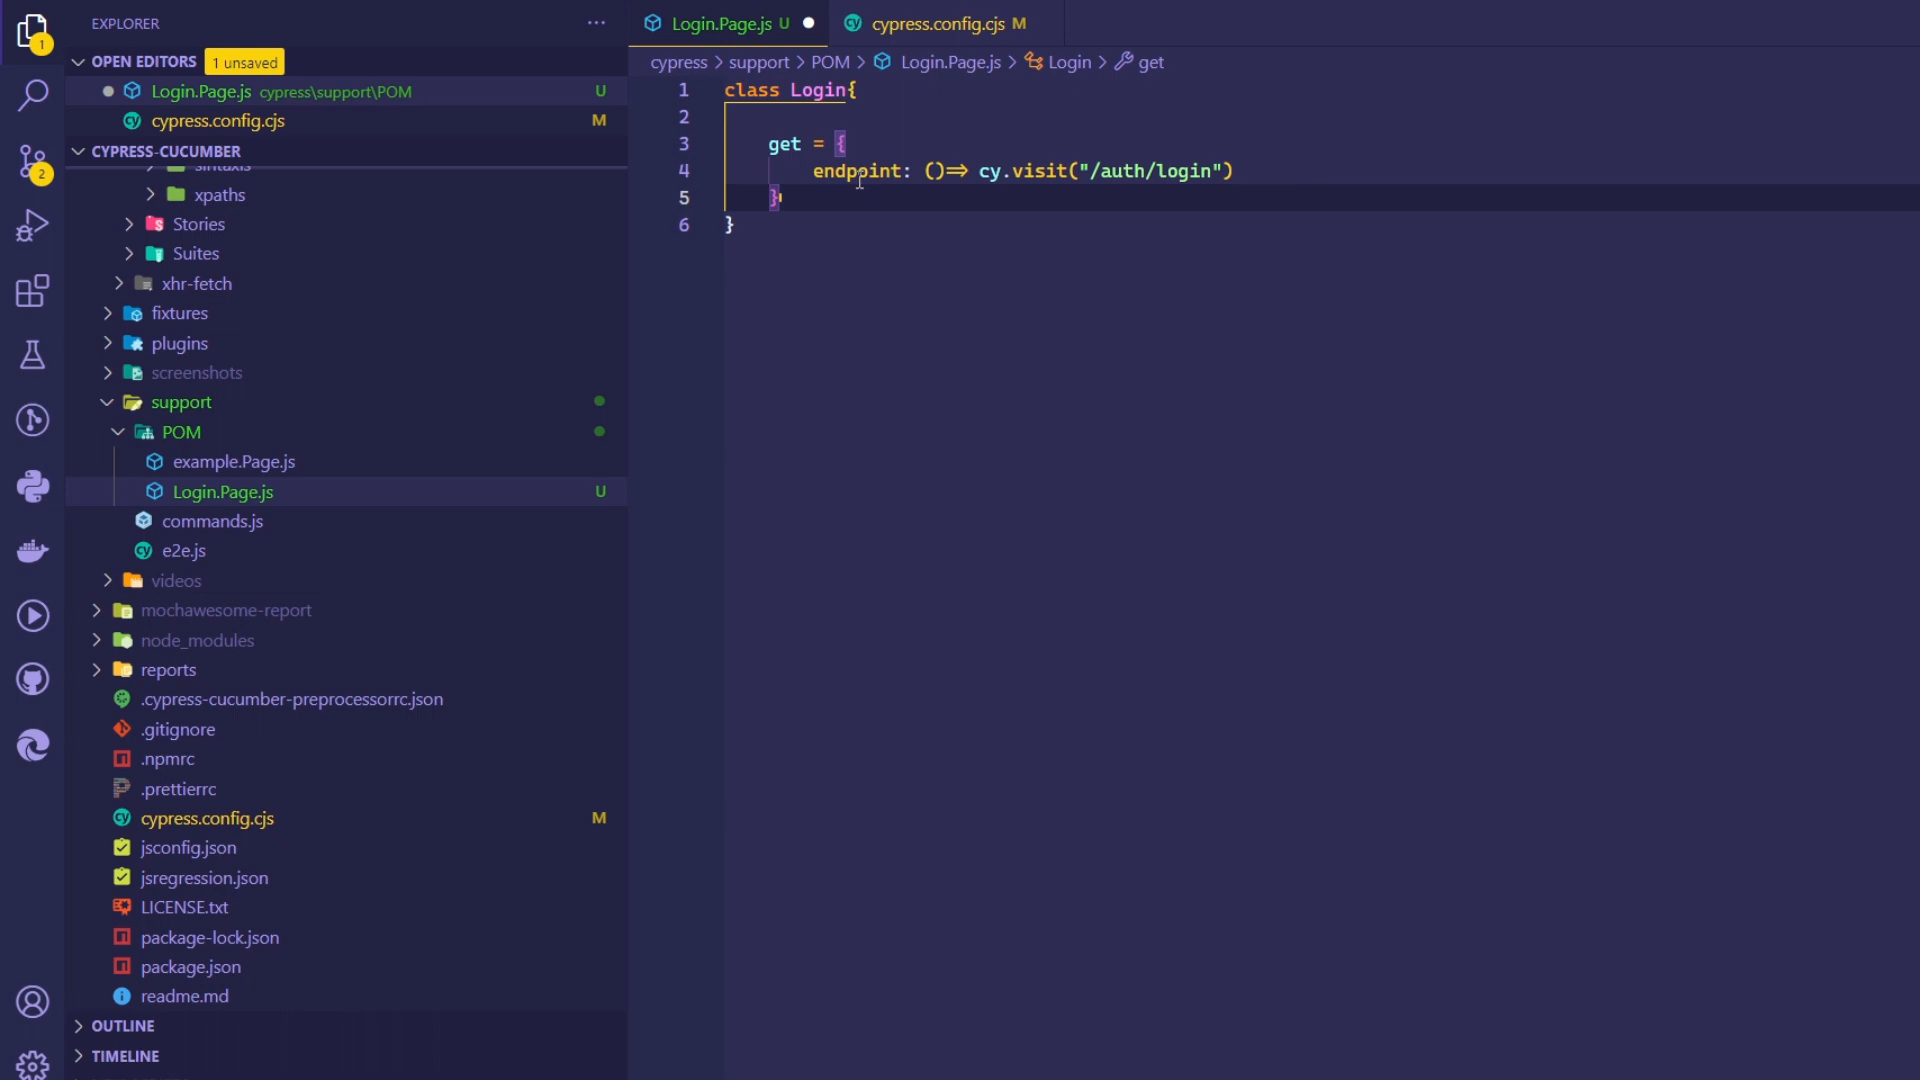 EXPLORER
OPEN EDITORS 1 unsaved
Login.Page.js cypress\support\POM U
cypress.config.cjs M
CYPRESS-CUCUMBER
sintaxis
xpaths
Stories
Suites
xhr-fetch
fixtures
plugins
screenshots
support
POM
example.Page.js
Login.Page.js U
commands.js
e2e.js
videos
mochawesome-report
node_modules
reports
.cypress-cucumber-preprocessorrc.json
.gitignore
.npmrc
.prettierrc
cypress.config.cjs M
jsconfig.json
jsregression.json
LICENSE.txt
package-lock.json
package.json
readme.md
OUTLINE
TIMELINE
1
2
Login.Page.js U
cypress.config.cjs M
cypress > support > POM > Login.Page.js > Login > get
1 class Login{
2
3 get = {
4 endpoint: ()=> cy.visit("/auth/login")
5 }
6 }